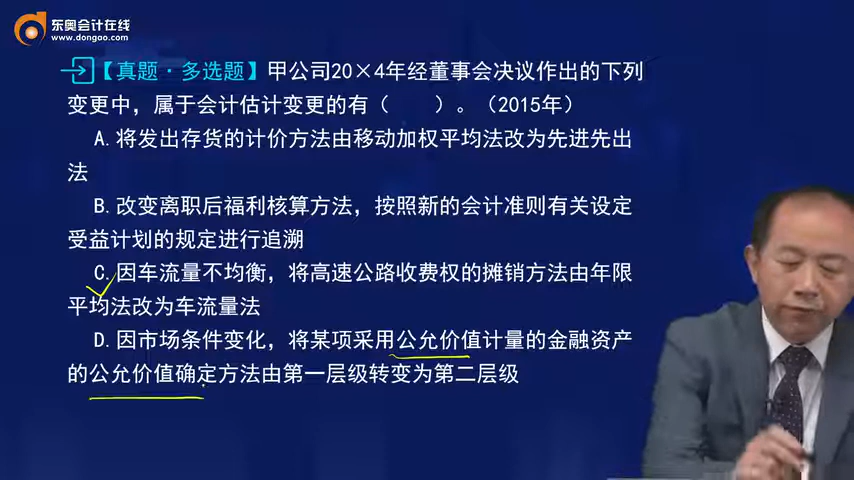 东奥会计在线
www.dongao.com
【真题·多选题】甲公司20×4年经董事会决议作出的下列
变更中，属于会计估计变更的有（　　）。（2015年）
A.将发出存货的计价方法由移动加权平均法改为先进先出
法
B.改变离职后福利核算方法，按照新的会计准则有关设定
受益计划的规定进行追溯
C.因车流量不均衡，将高速公路收费权的摊销方法由年限
平均法改为车流量法
D.因市场条件变化，将某项采用公允价值计量的金融资产
的公允价值确定方法由第一层级转变为第二层级